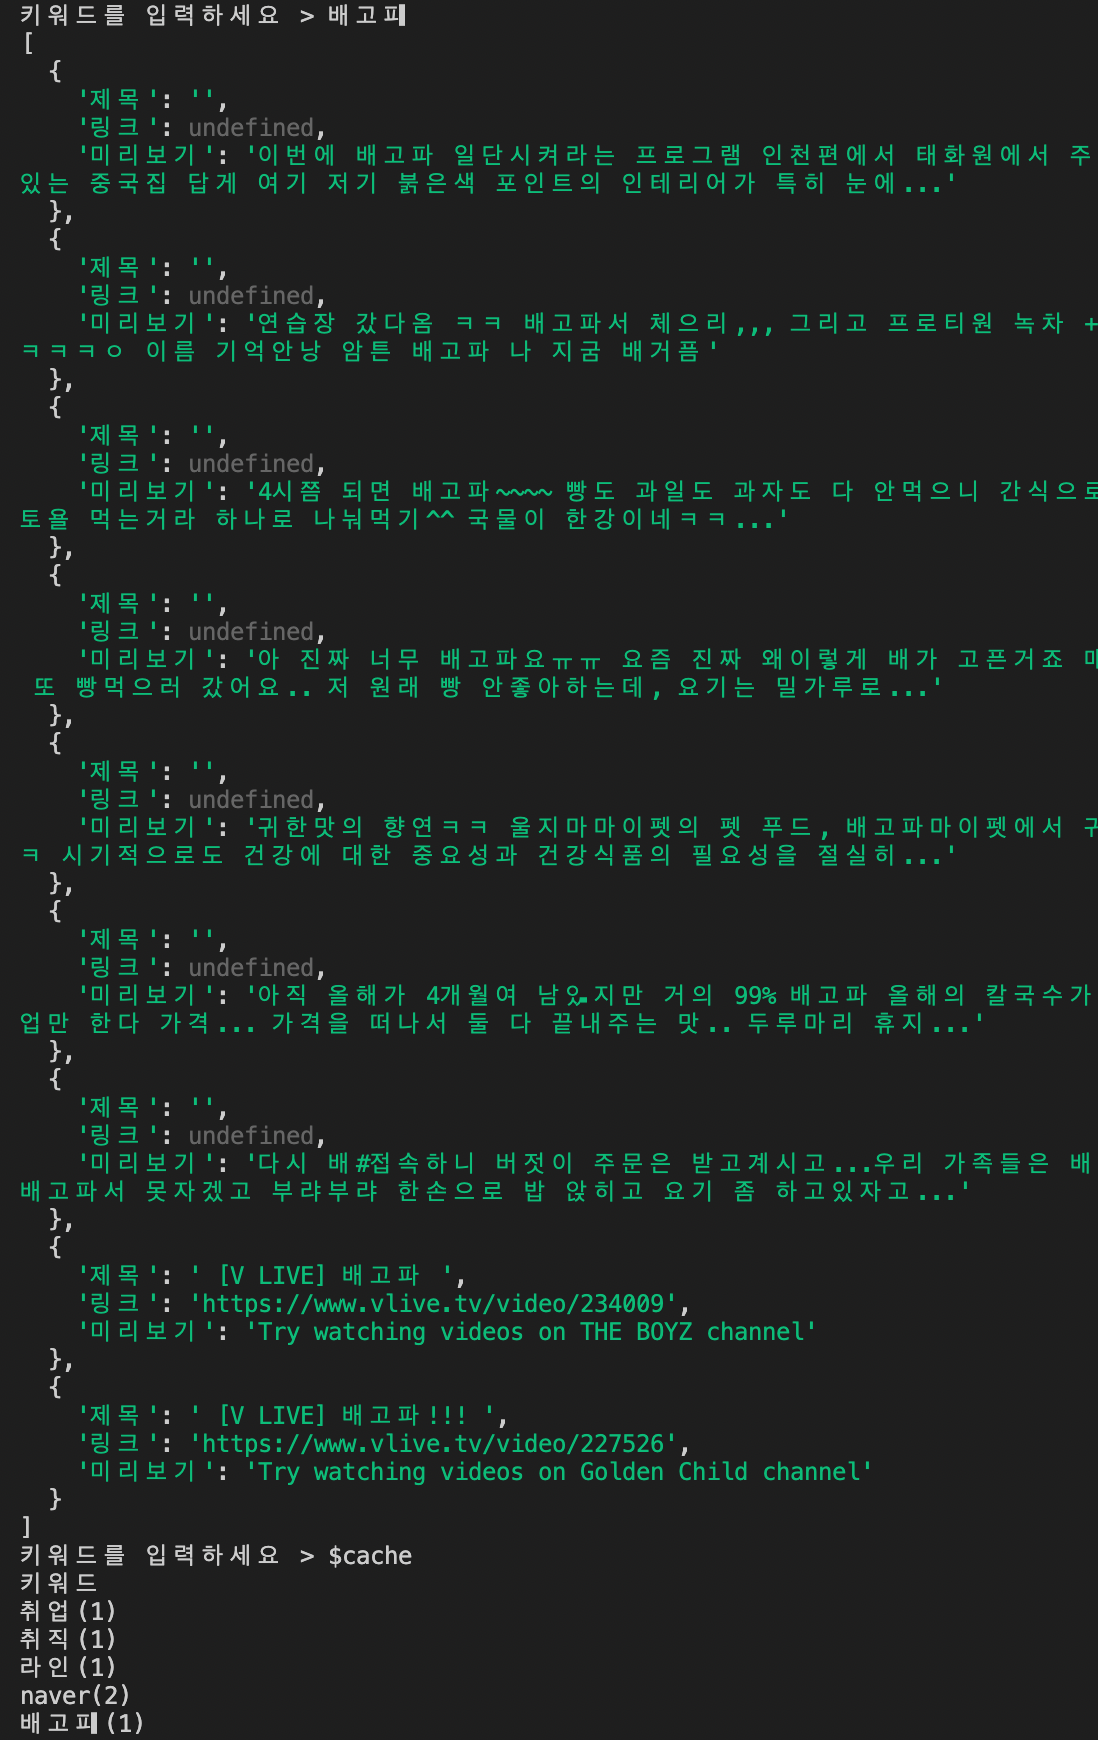 키워드를 입력하세요 > 배고파
[
{
'제목': '',
'링크': undefined,
'미리보기': '이번에 배고파 일단시켜라는 프로그램 인천편에서 태화원에서 주
있는 중국집 답게 여기 저기 붉은색 포인트의 인테리어가 특히 눈에...'
},
{
'제목': '',
'링크': undefined,
'미리보기': '연습장 갔다옴 ㅋㅋ 배고파서 체으리,,, 그리고 프로티원 녹차 +
ㅋㅋㅋㅇ 이름 기억안낭 암튼 배고파 나 지굼 배거픔'
},
{
'제목': '',
'링크': undefined,
'미리보기': '4시쯤 되면 배고파~~~~ 빵도 과일도 과자도 다 안먹으니 간식으로
토욜 먹는거라 하나로 나눠먹기^^ 국물이 한강이네ㅋㅋ...'
},
{
'제목': '',
'링크': undefined,
'미리보기': '아 진짜 너무 배고파요ㅠㅠ 요즘 진짜 왜이렇게 배가 고픈거죠
또 빵먹으러 갔어요.. 저 원래 빵 안좋아하는데, 요기는 밀가루로...'
},
{
'제목': '',
'링크': undefined,
'미리보기': '귀한맛의 향연ㅋㅋ 울지마마이펫의 펫 푸드, 배고파마이펫에서
ㅋ 시기적으로도 건강에 대한 중요성과 건강식품의 필요성을 절실히...'
},
{
'제목': '',
'링크': undefined,
'미리보기': '아직 올해가 4개월여 남았지만 거의 99% 배고파 올해의 칼국수가
업만 한다 가격... 가격을 떠나서 둘 다 끝내주는 맛.. 두루마리 휴지...'
},
{
'제목': '',
'링크': undefined,
'미리보기': '다시 배#접속하니 버젓이 주문은 받고계시고...우리 가족들은 배
배고파서 못자겠고 부랴부랴 한손으로 밥 앉히고 요기 좀 하고있자고...'
},
{
'제목': ' [V LIVE] 배고파 ',
'링크': 'https://www.vlive.tv/video/234009',
'미리보기': 'Try watching videos on THE BOYZ channel'
},
{
'제목': ' [V LIVE] 배고파!!! ',
'링크': 'https://www.vlive.tv/video/227526',
'미리보기': 'Try watching videos on Golden Child channel'
}
]
키워드를 입력하세요 > $cache
키워드
취업(1)
취직(1)
라인(1)
naver(2)
배고파(1)